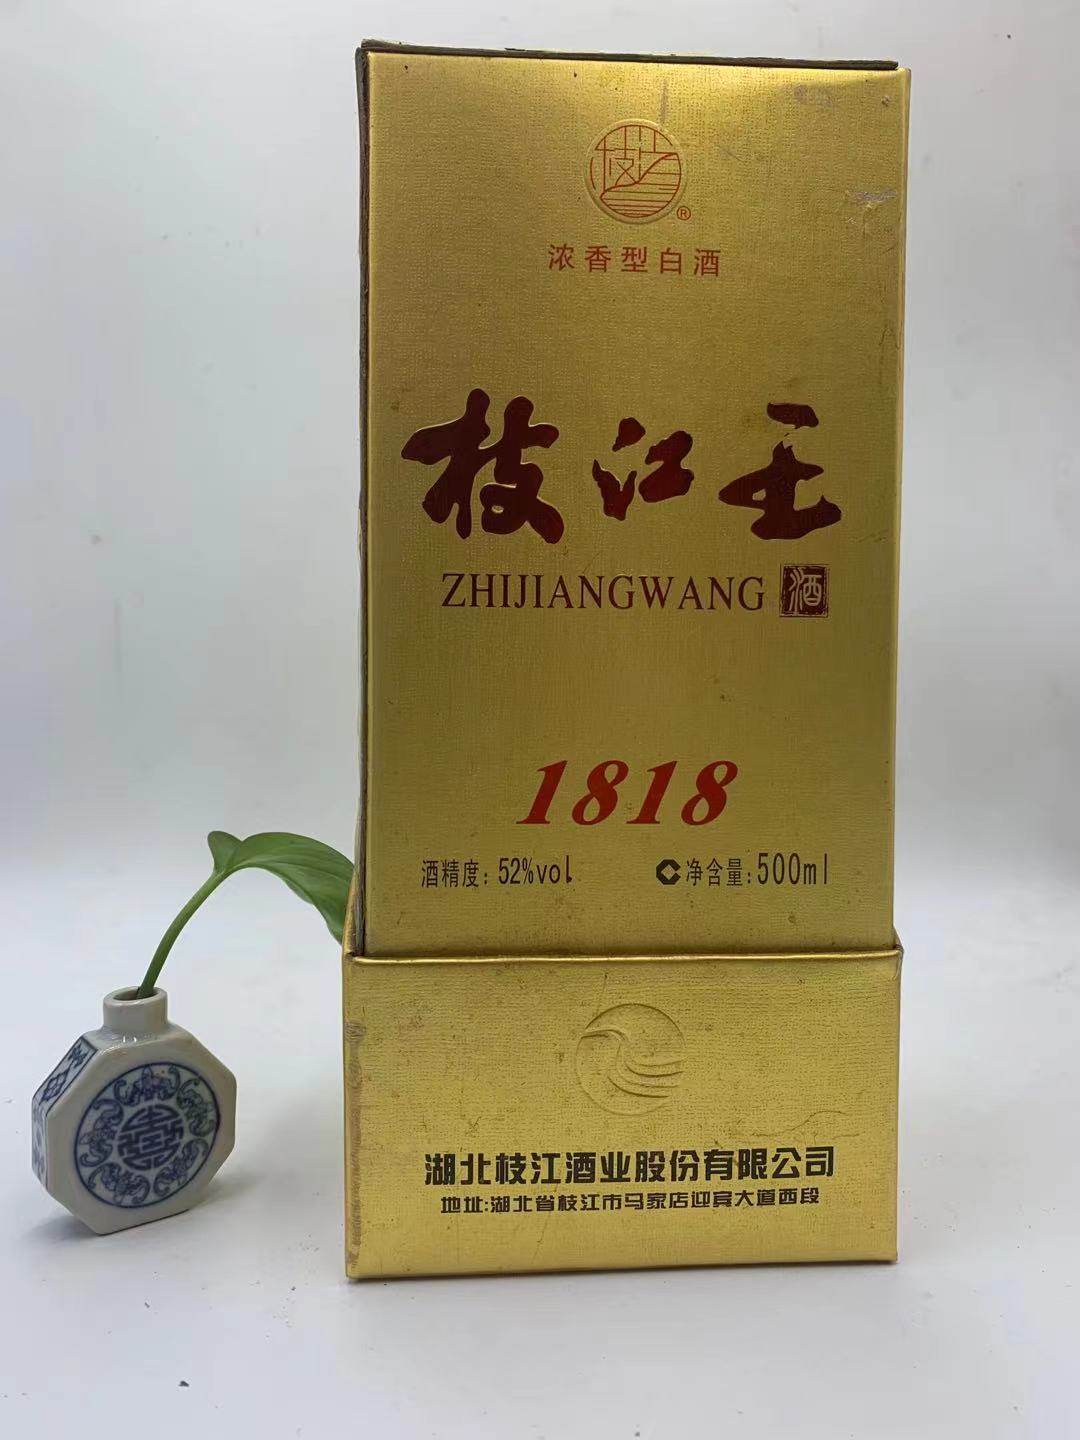 枝江
®
浓香型白酒
枝江王
ZHIJIANGWANG 酒
1818
酒精度：52%vol 净含量：500ml
湖北枝江酒业股份有限公司
地址:湖北省枝江市马家店迎宾大道西段